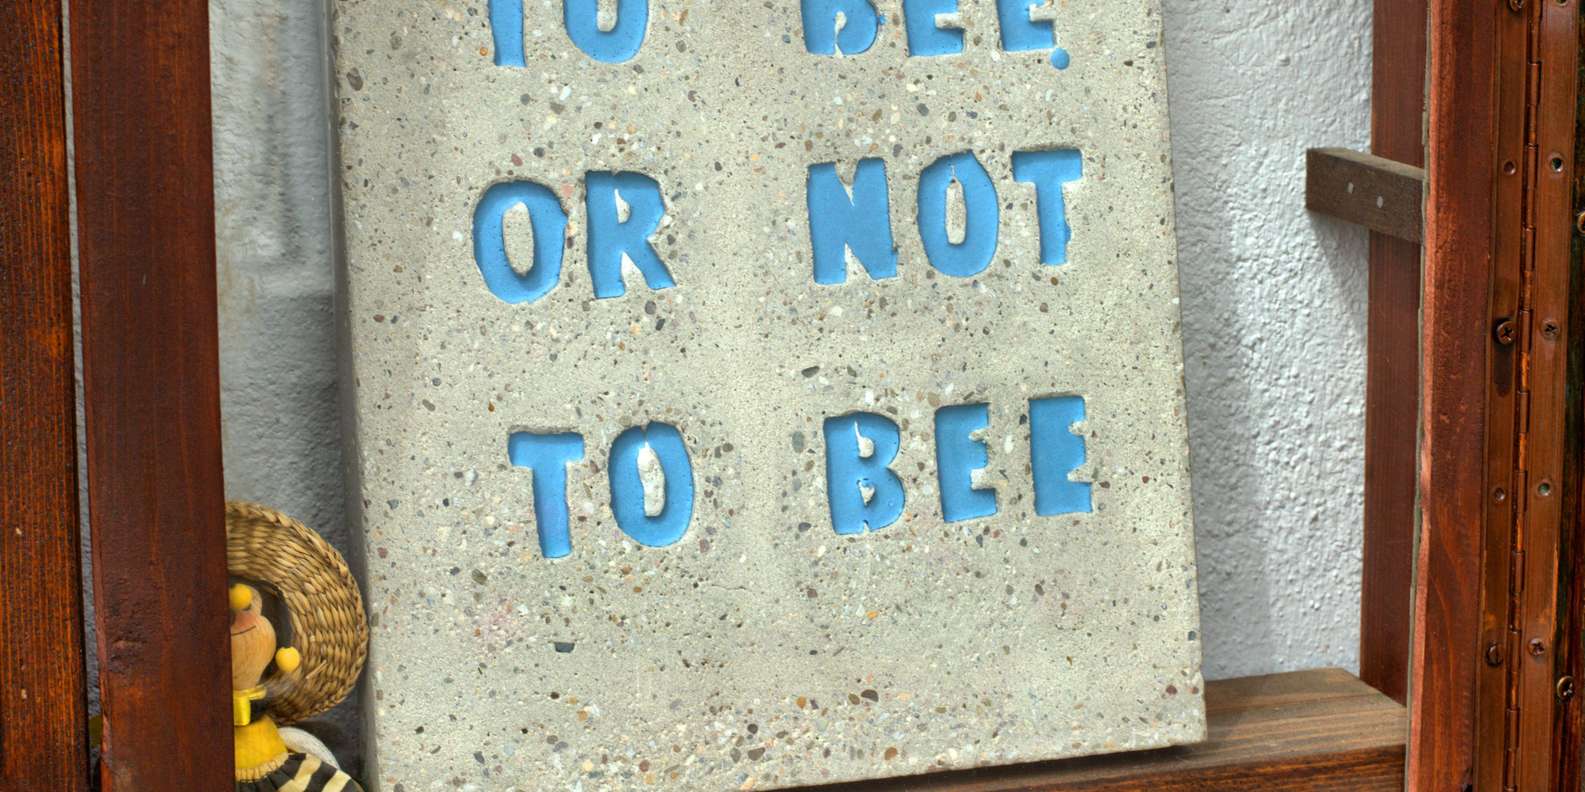 TO BEE.
OR NOT
TO BEE